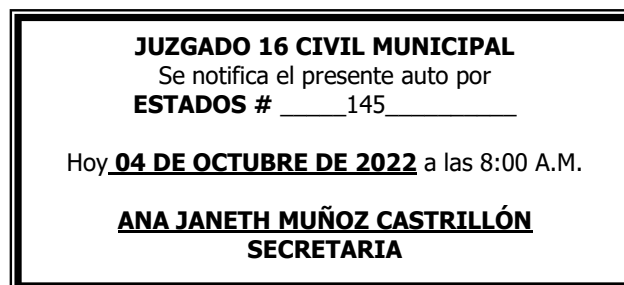 JUZGADO 16 CIVIL MUNICIPAL
Se notifica el presente auto por
ESTADOS # _____145__________
Hoy 04 DE OCTUBRE DE 2022 a las 8:00 A.M.
ANA JANETH MUÑOZ CASTRILLÓN
SECRETARIA